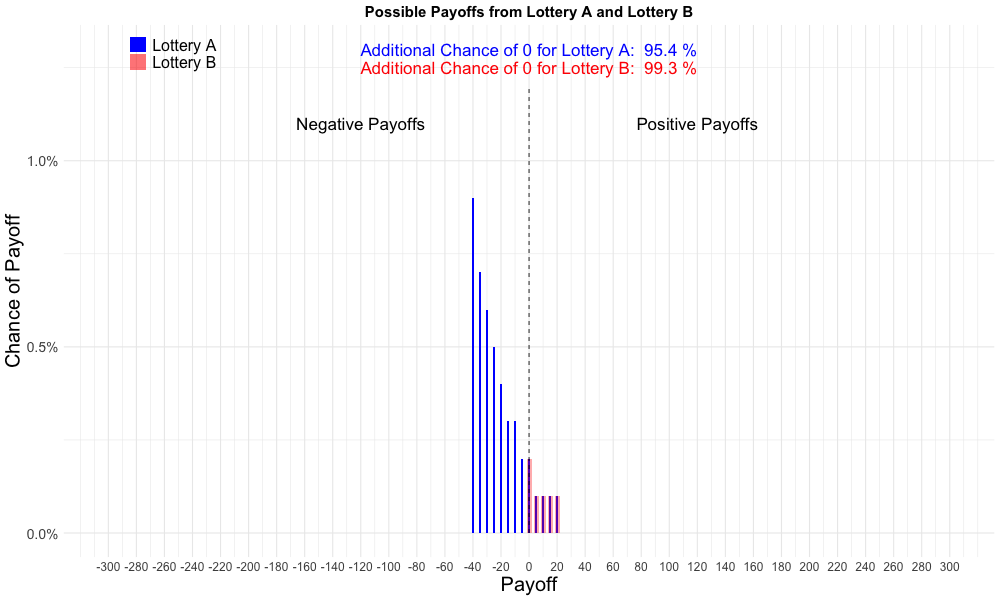 Possible Payoffs from Lottery A and Lottery B
Lottery A
Lottery B
Additional Chance of 0 for Lottery A: 95.4 %
Additional Chance of 0 for Lottery B: 99.3 %
Negative Payoffs
Positive Payoffs
Chance of Payoff
1.0%
0.5%
0.0%
-300 -280 -260 -240 -220 -200 -180 -160 -140 -120 -100 -80 -60 -40 -20 0 20 40 60 80 100 120 140 160 180 200 220 240 260 280 300
Payoff